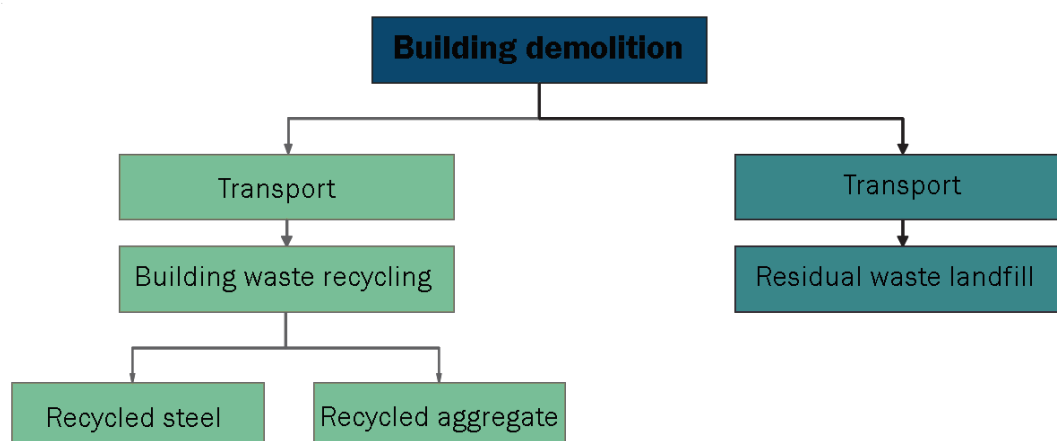 Building demolition
Transport
Transport
Building waste recycling
Residual waste landfill
Recycled steel
Recycled aggregate